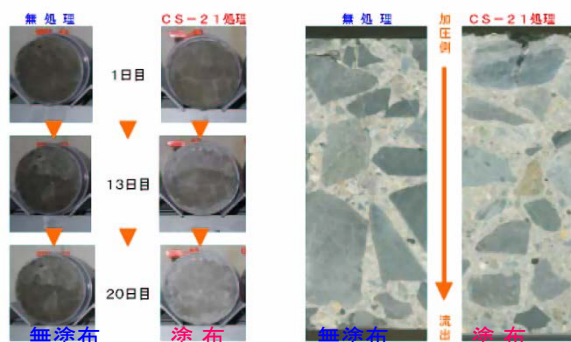 無処理
CS-21処理
1日目
13日目
20日目
無塗布
塗布
無処理
加圧側
CS-21処理
流出
無塗布
塗布